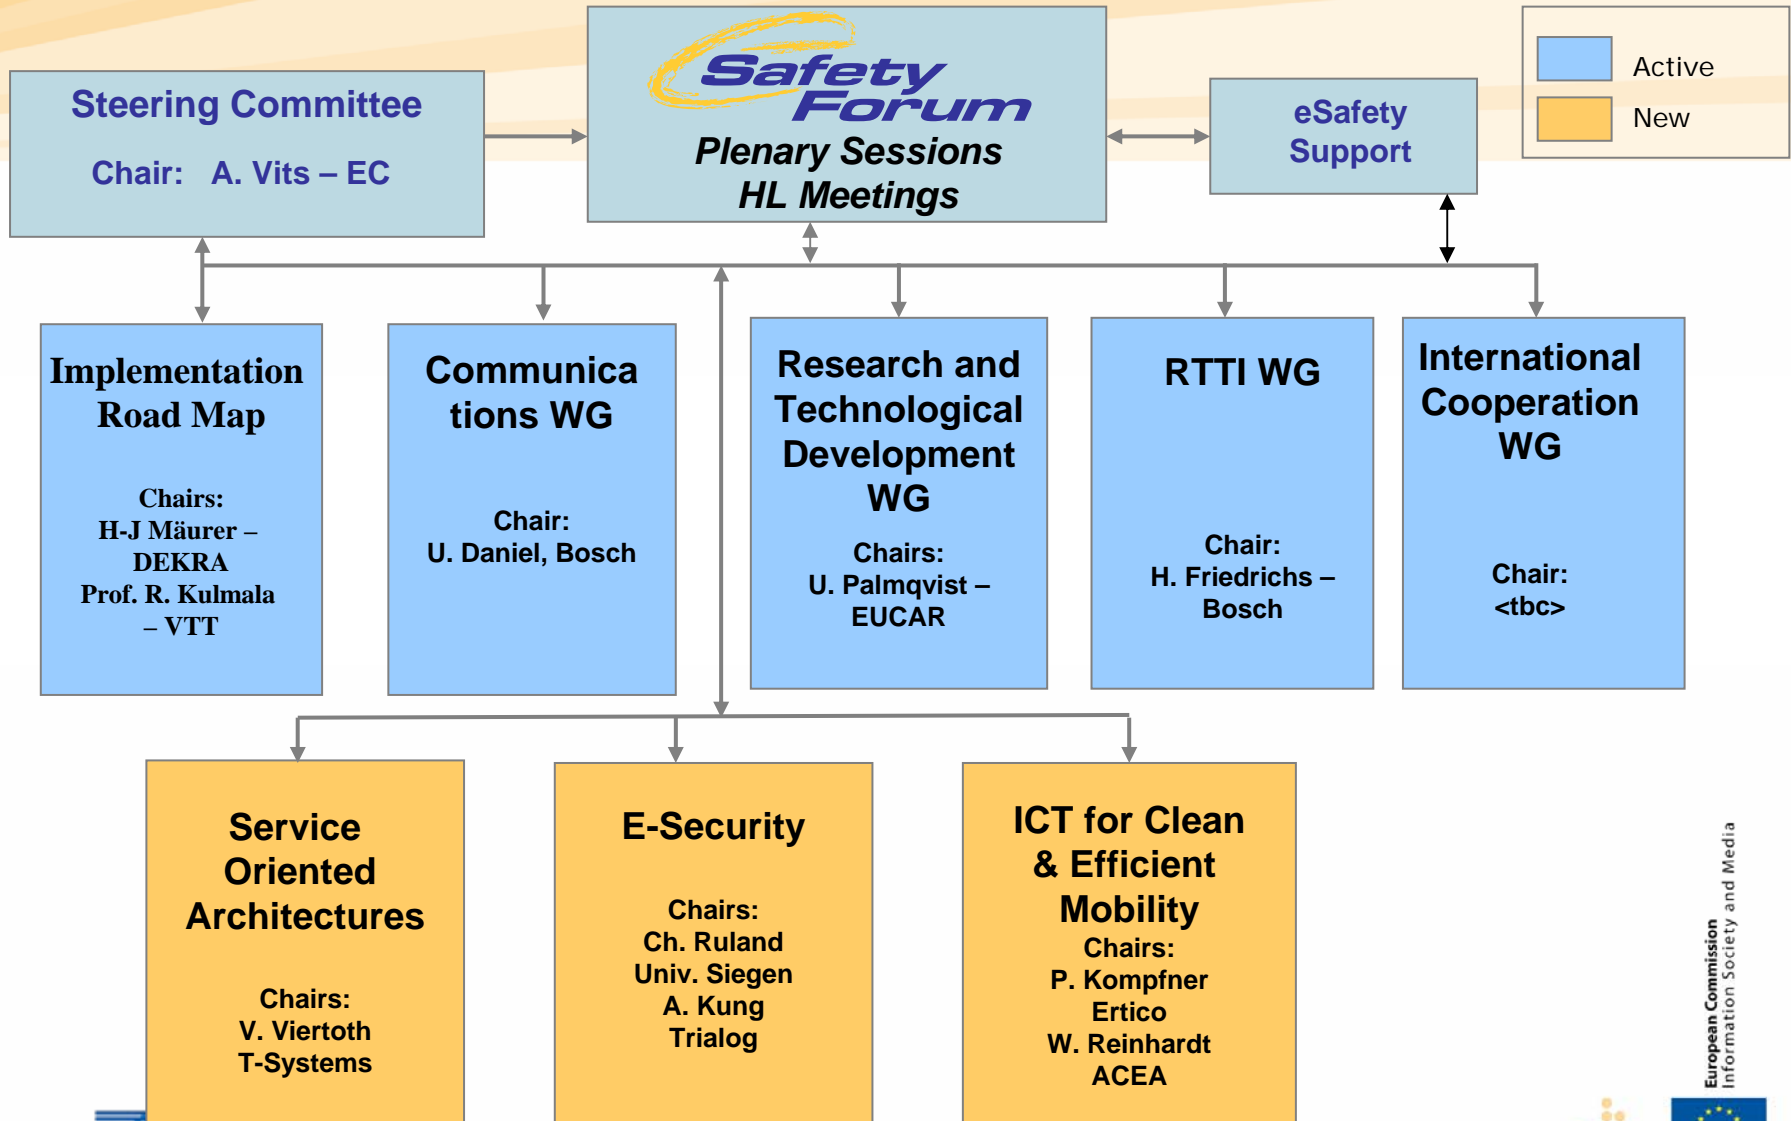 Steering Committee
Chair: A. Vits – EC
Safety
Forum
Plenary Sessions
HL Meetings
eSafety
Support
Active
New
Implementation
Road Map
Chairs:
H-J Mäurer –
DEKRA
Prof. R. Kulmala
– VTT
Communica
tions WG
Chair:
U. Daniel, Bosch
Research and
Technological
Development
WG
Chairs:
U. Palmqvist –
EUCAR
RTTI WG
Chair:
H. Friedrichs –
Bosch
International
Cooperation
WG
Chair:
<tbc>
Service
Oriented
Architectures
Chairs:
V. Viertoth
T-Systems
E-Security
Chairs:
Ch. Ruland
Univ. Siegen
A. Kung
Trialog
ICT for Clean
& Efficient
Mobility
Chairs:
P. Kompfner
Ertico
W. Reinhardt
ACEA
European Commission
Information Society and Media